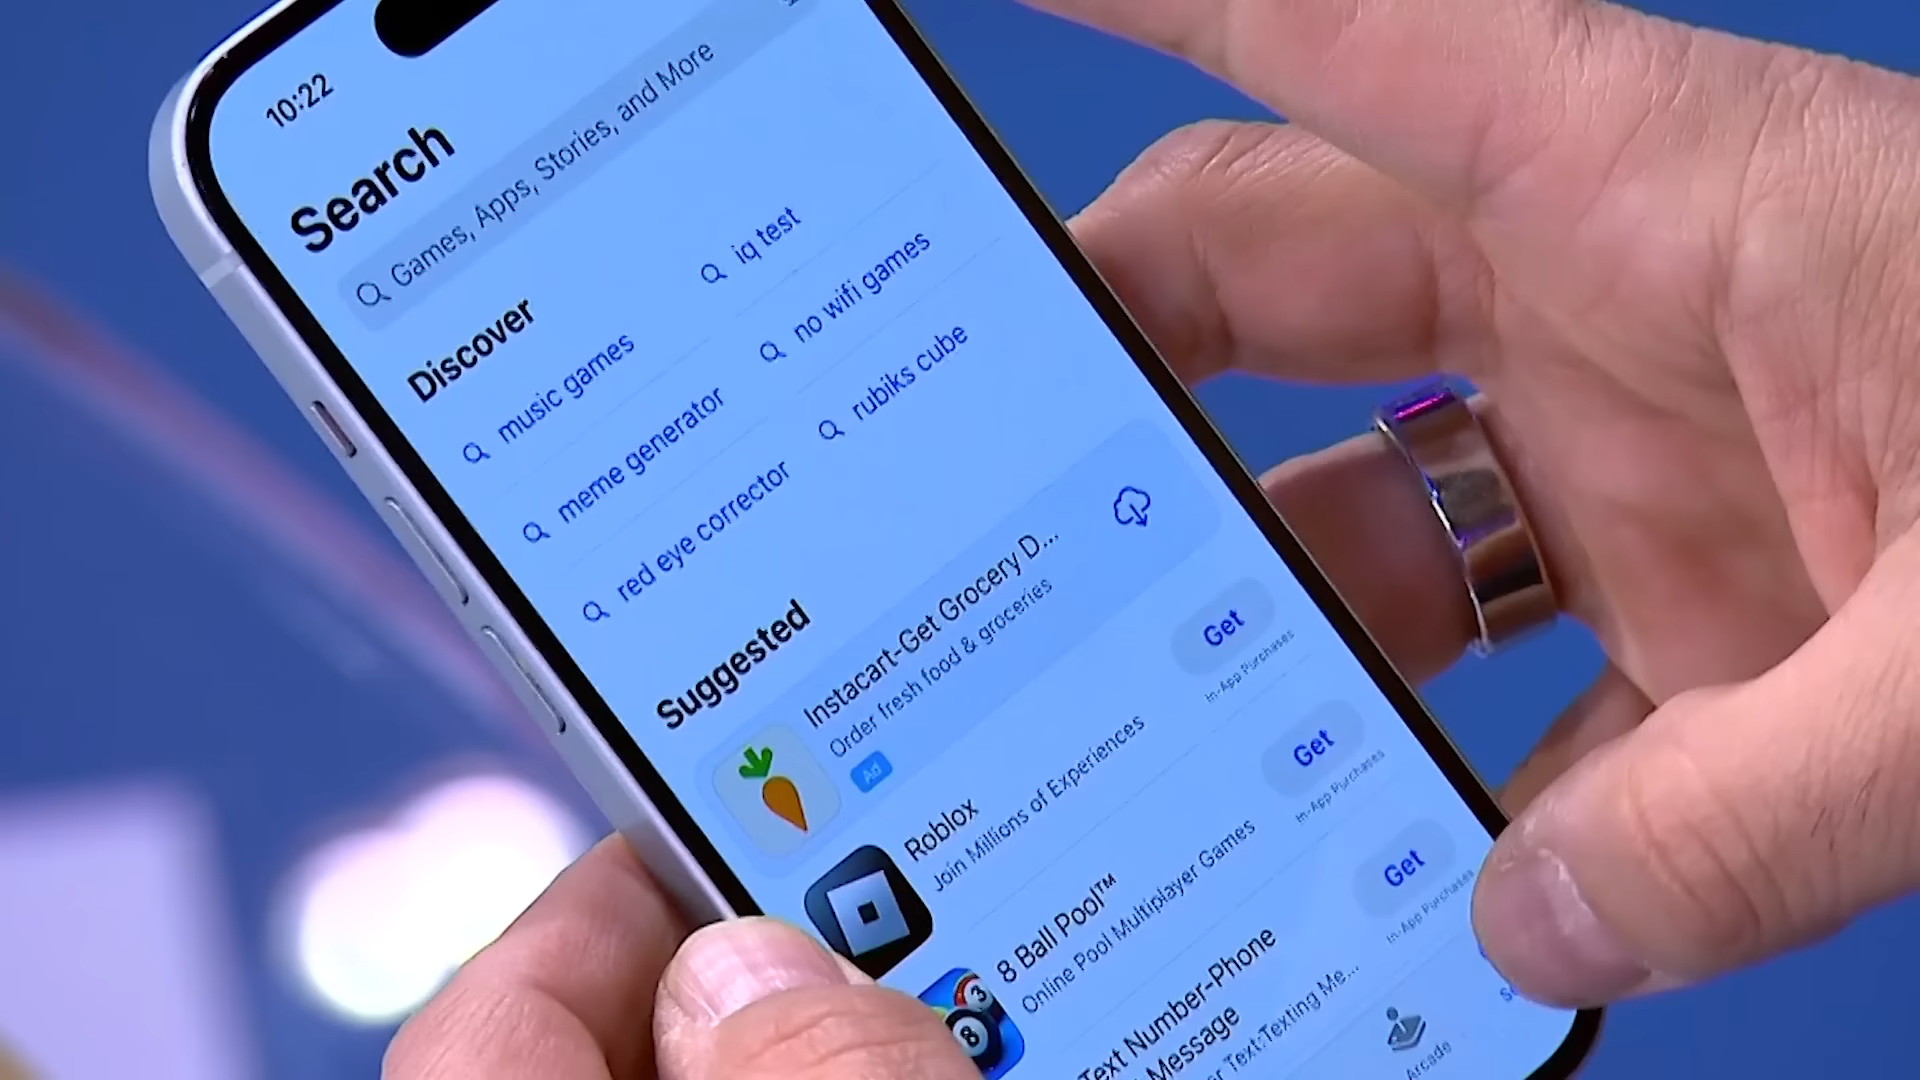 10:22
Search
Games, Apps, Stories, and More
Discover
music games
iq test
meme generator
no wifi games
red eye corrector
rubiks cube
Suggested
Instacart-Get Grocery D...
Order fresh food & groceries
Ad
Roblox
Join Millions of Experiences
Get
In-App Purchases
8 Ball Pool™
Online Pool Multiplayer Games
Get
In-App Purchases
3
8
Text Number-Phone
Message
Text:Texting Me...
Get
In-App Purchases
Arcade